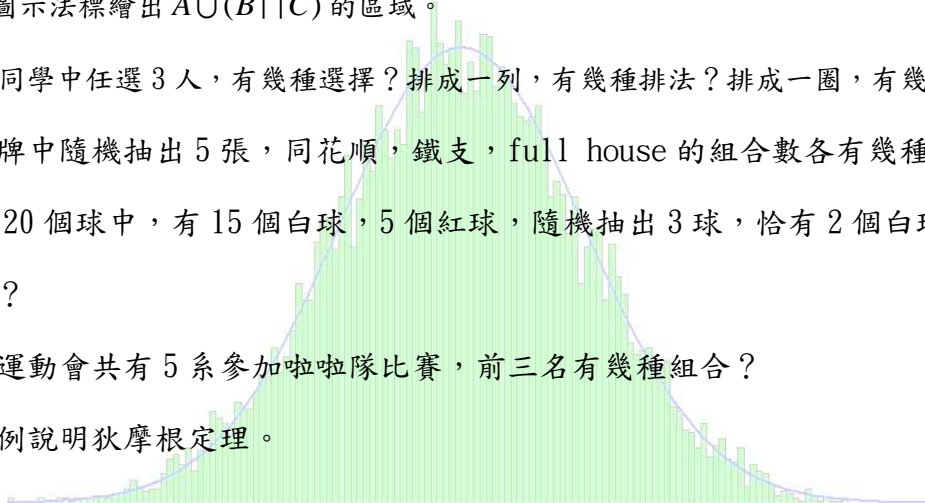 圖示法標繪出 A∪(B||C) 的區域。
同學中任選 3 人，有幾種選擇？排成一列，有幾種排法？排成一圈，有幾
牌中隨機抽出 5 張，同花順，鐵支，full house 的組合數各有幾種
20 個球中，有 15 個白球，5 個紅球，隨機抽出 3 球，恰有 2 個白球
？
運動會共有 5 系參加啦啦隊比賽，前三名有幾種組合？
例說明狄摩根定理。